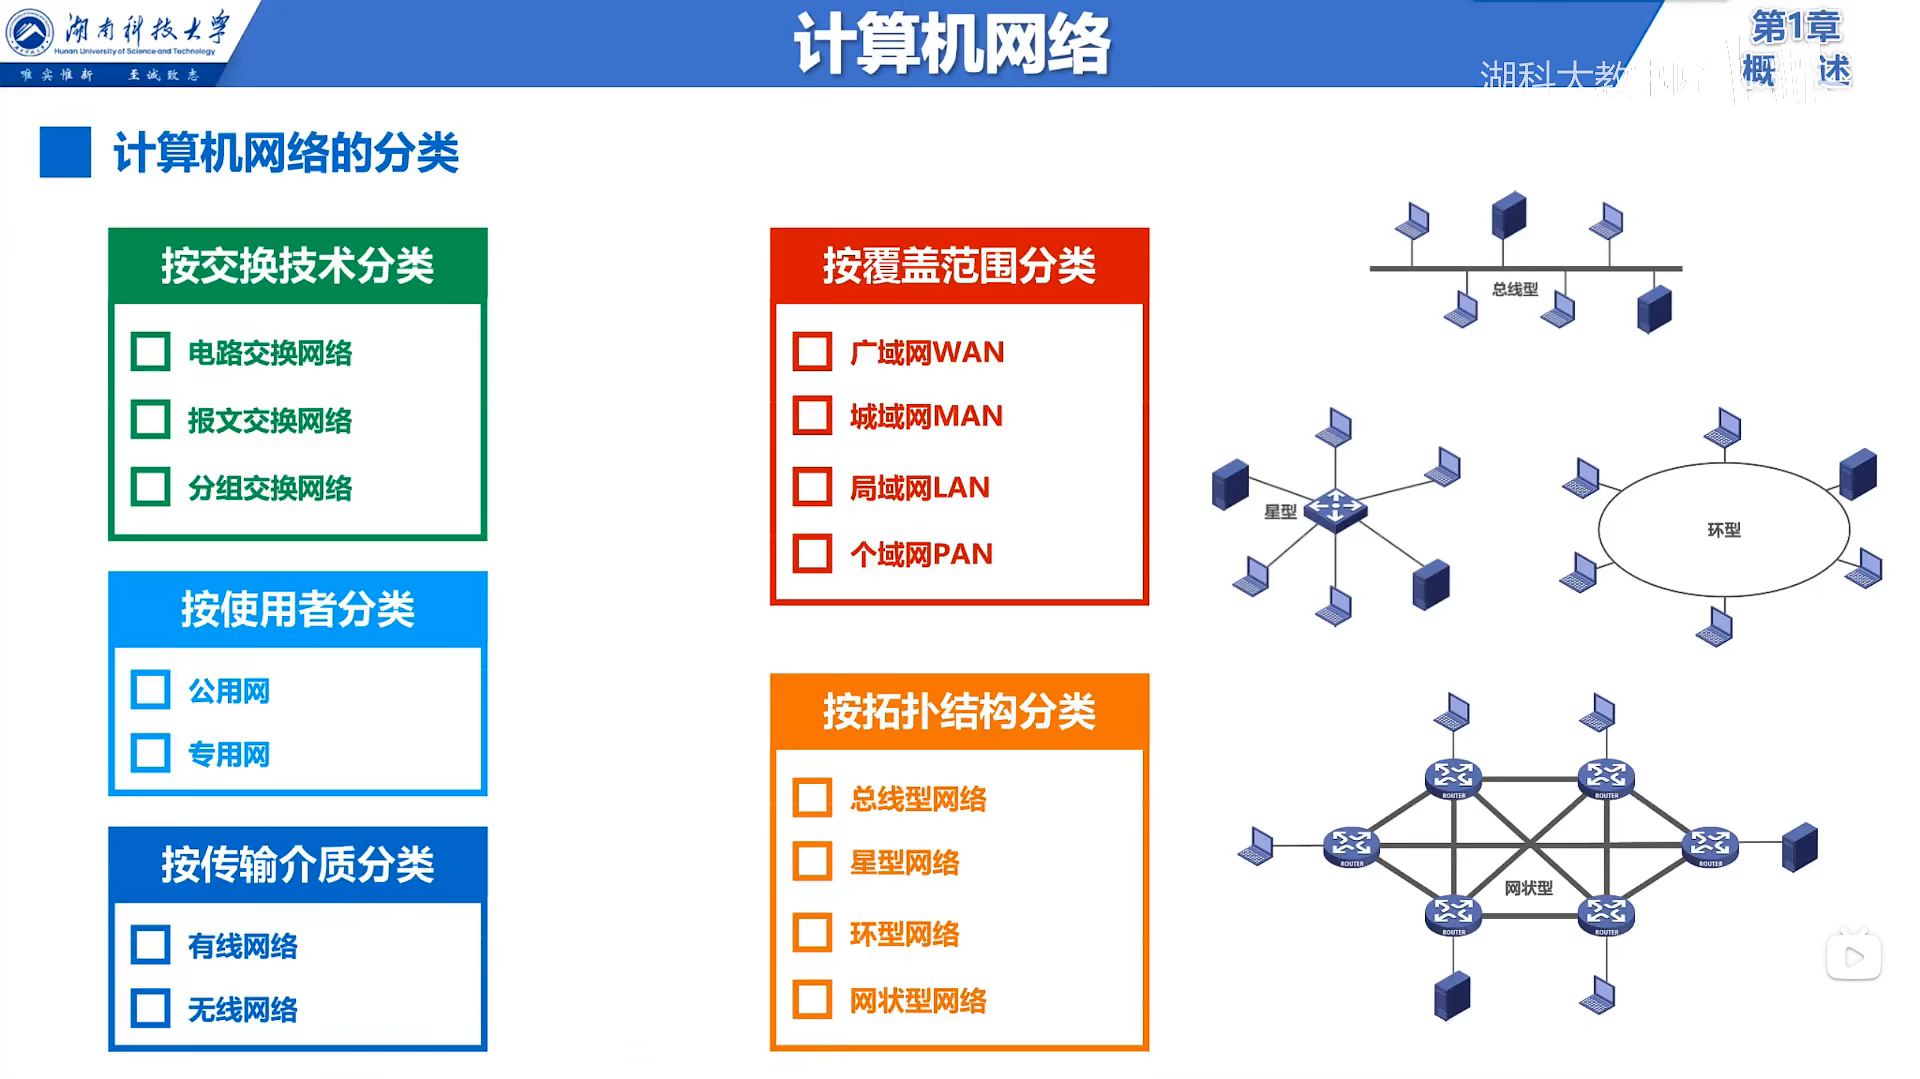 湖南科技大学
Hunan University of Science and Technology
唯实惟新 至诚致志
计算机网络
第1章
概 述
湖科大教书匠
计算机网络的分类
按交换技术分类
电路交换网络
报文交换网络
分组交换网络
按使用者分类
公用网
专用网
按传输介质分类
有线网络
无线网络
按覆盖范围分类
广域网WAN
城域网MAN
局域网LAN
个域网PAN
按拓扑结构分类
总线型网络
星型网络
环型网络
网状型网络
总线型
星型
环型
ROUTER
ROUTER
ROUTER
ROUTER
网状型
ROUTER
ROUTER